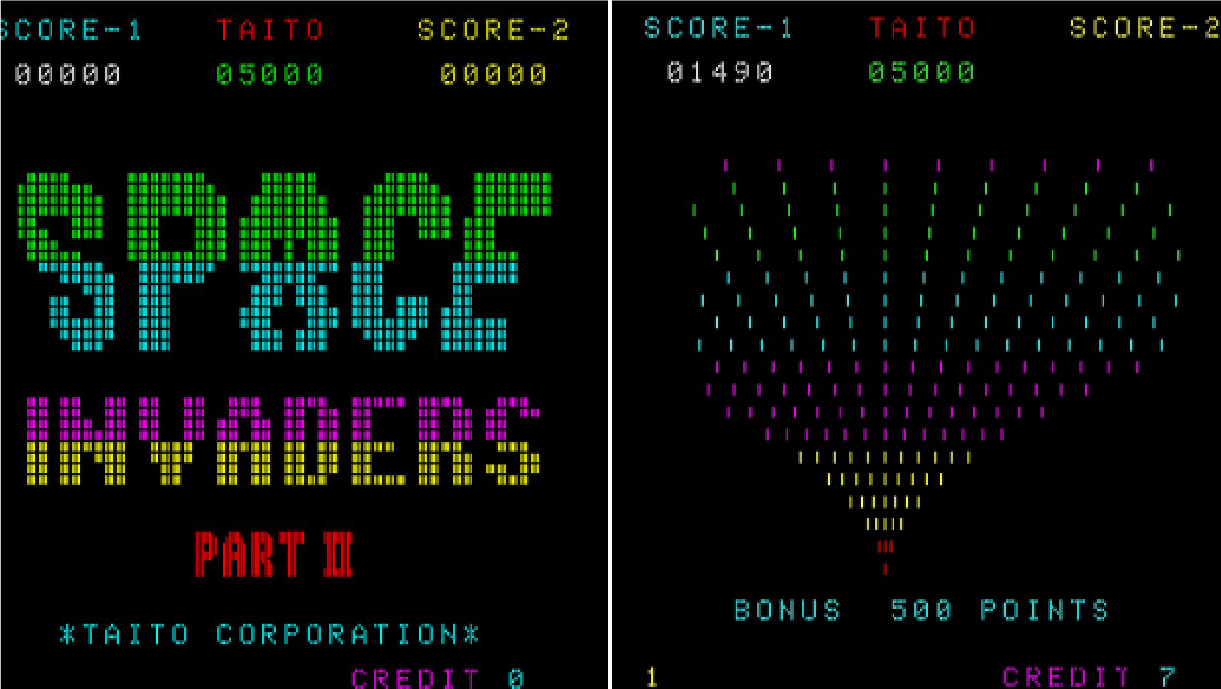 SCORE-1 TAITO SCORE-2
00000 05000 00000
SPACE
INVADERS
PART II
*TAITO CORPORATION*
CREDIT 0
SCORE-1 TAITO SCORE-2
01490 05000
BONUS 500 POINTS
1 CREDIT 7